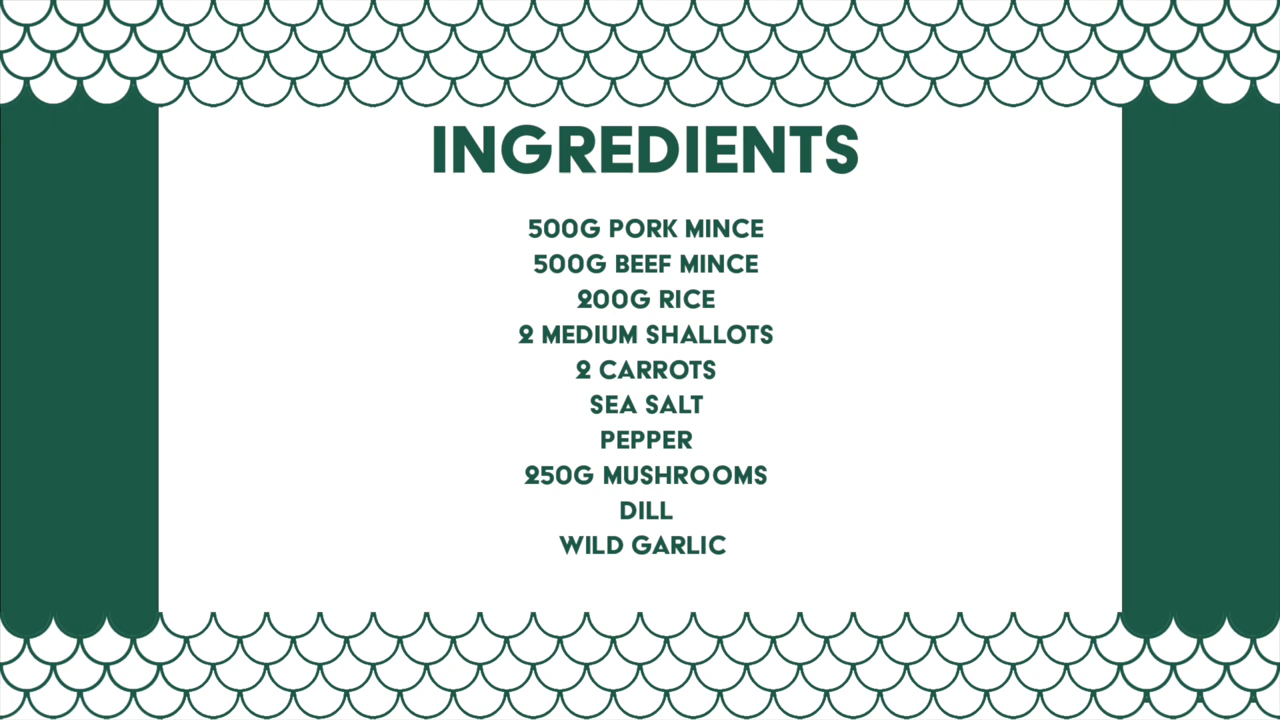 INGREDIENTS
500G PORK MINCE
500G BEEF MINCE
200G RICE
2 MEDIUM SHALLOTS
2 CARROTS
SEA SALT
PEPPER
250G MUSHROOMS
DILL
WILD GARLIC